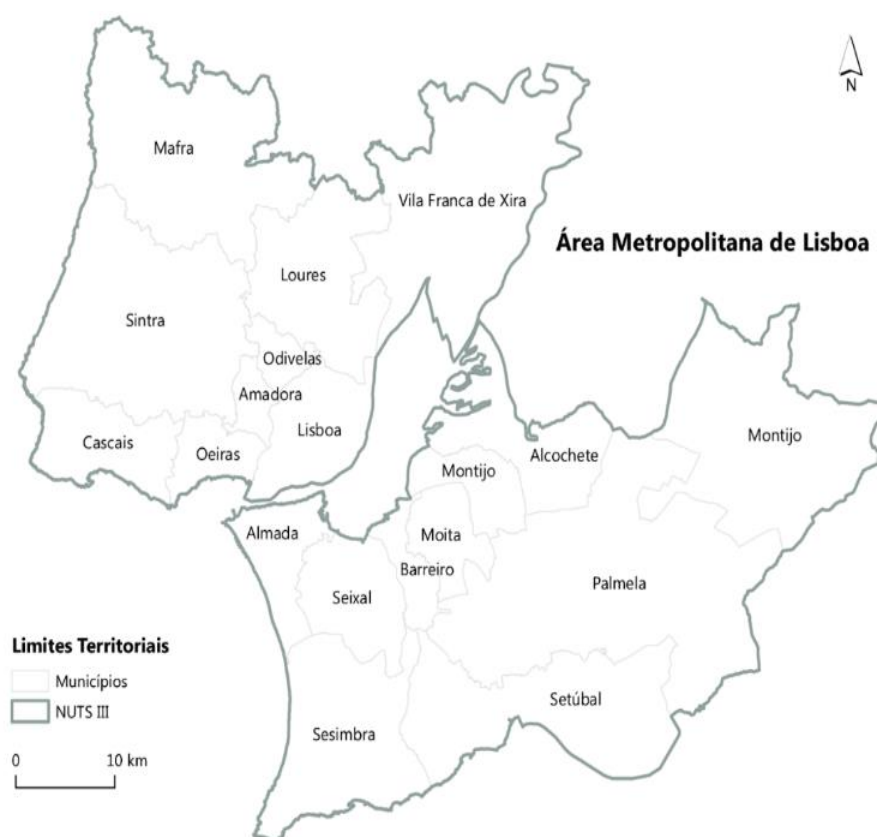 N
Mafra
Vila Franca de Xira
Área Metropolitana de Lisboa
Loures
Sintra
Odivelas
Amadora
Lisboa
Cascais
Oeiras
Alcochete
Montijo
Montijo
Almada
Moita
Barreiro
Seixal
Palmela
Limites Territoriais
Municípios
NUTS III
Setúbal
Sesimbra
0 10 km